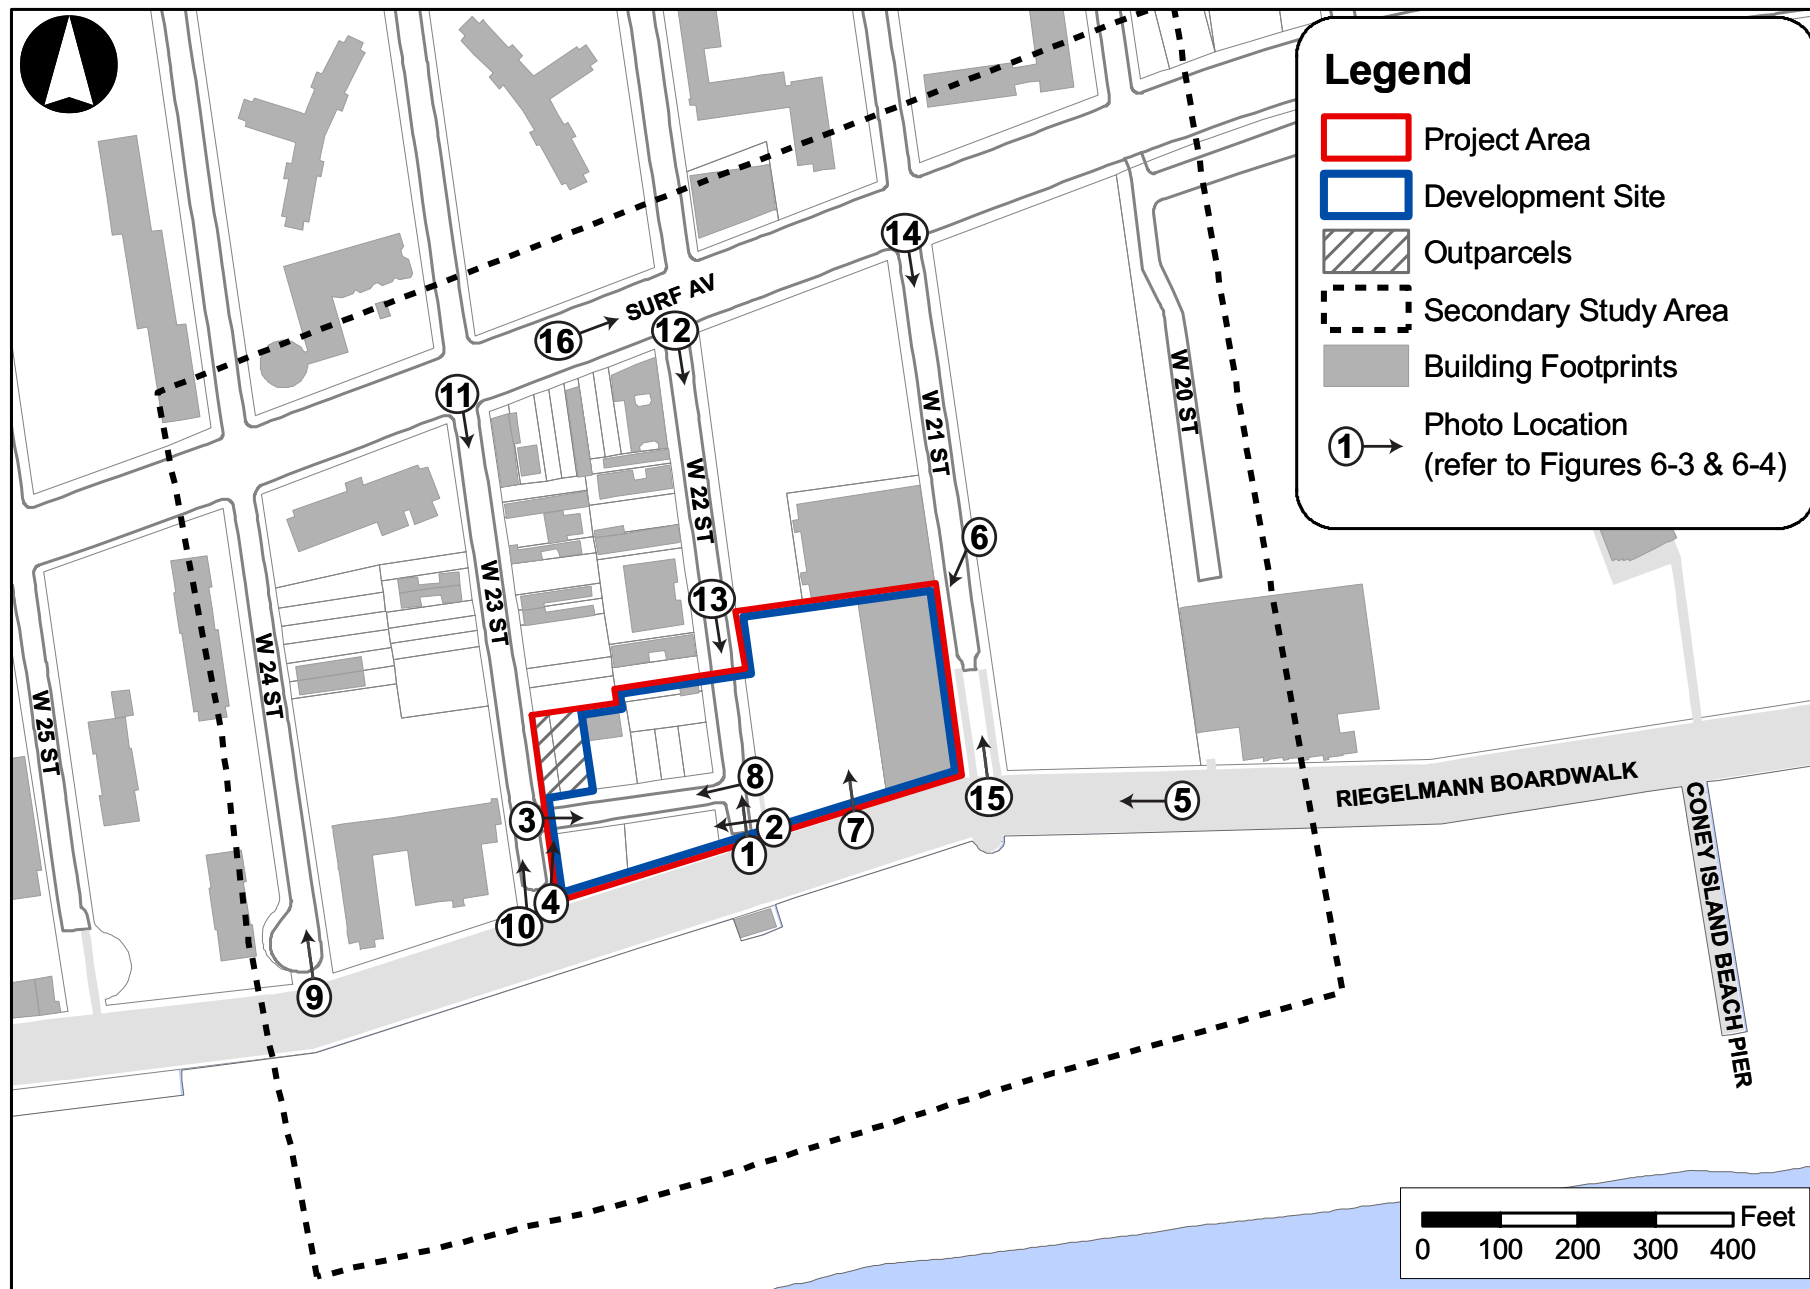 Legend
Project Area
Development Site
Outparcels
Secondary Study Area
Building Footprints
1
Photo Location
(refer to Figures 6-3 & 6-4)
14
SURF AV
16
12
11
W 20 ST
W 21 ST
W 22 ST
6
W 23 ST
13
W 24 ST
W 25 ST
8
3
2
7
1
15
5
RIEGELMANN BOARDWALK
CONEY ISLAND BEACH PIER
4
10
9
Feet
0 100 200 300 400